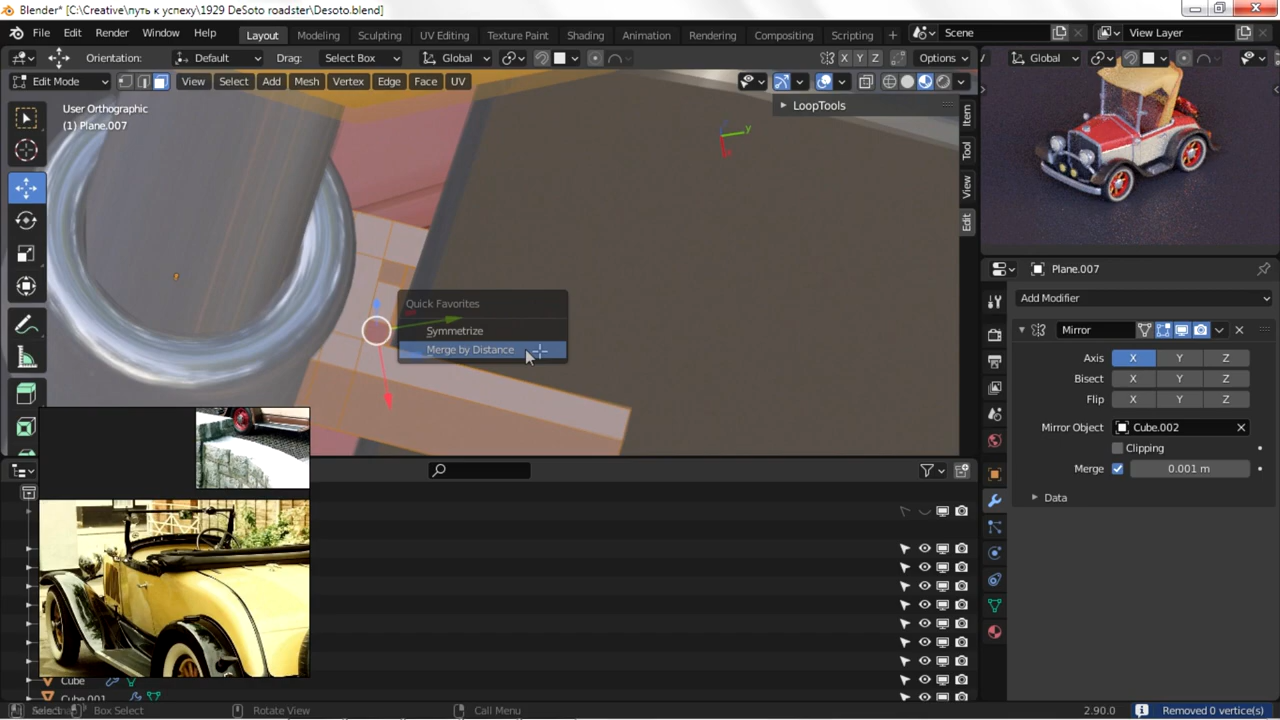 Blender* [C:\Creative\путь к успеху\1929 DeSoto roadster\Desoto.blend]
File Edit Render Window Help
Layout Modeling Sculpting UV Editing Texture Paint Shading Animation Rendering Compositing Scripting +
Scene
View Layer
Orientation: Default Drag: Select Box Global
X Y Z Options
Global
Edit Mode View Select Add Mesh Vertex Edge Face UV
User Orthographic
(1) Plane.007
LoopTools
y
Item
Tool
View
Edit
Quick Favorites
Symmetrize
Merge by Distance
Plane.007
Add Modifier
Mirror
Axis X Y Z
Bisect X Y Z
Flip X Y Z
Mirror Object Cube.002
Clipping
Merge 0.001 m
Data
Cube
Cube.001
Box Select Rotate View Call Menu
2.90.0 Removed 0 vertice(s)